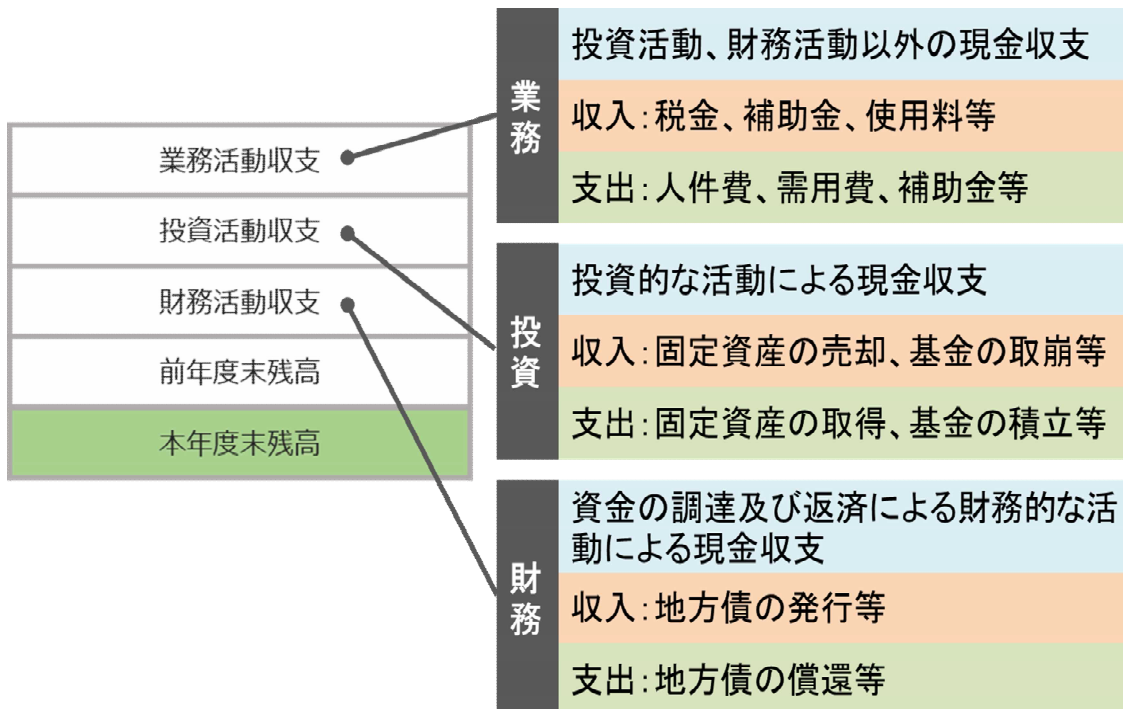 業務活動収支
投資活動収支
財務活動収支
前年度末残高
本年度末残高
業務
投資活動、財務活動以外の現金収支
収入：税金、補助金、使用料等
支出：人件費、需用費、補助金等
投資
投資的な活動による現金収支
収入：固定資産の売却、基金の取崩等
支出：固定資産の取得、基金の積立等
財務
資金の調達及び返済による財務的な活
動による現金収支
収入：地方債の発行等
支出：地方債の償還等